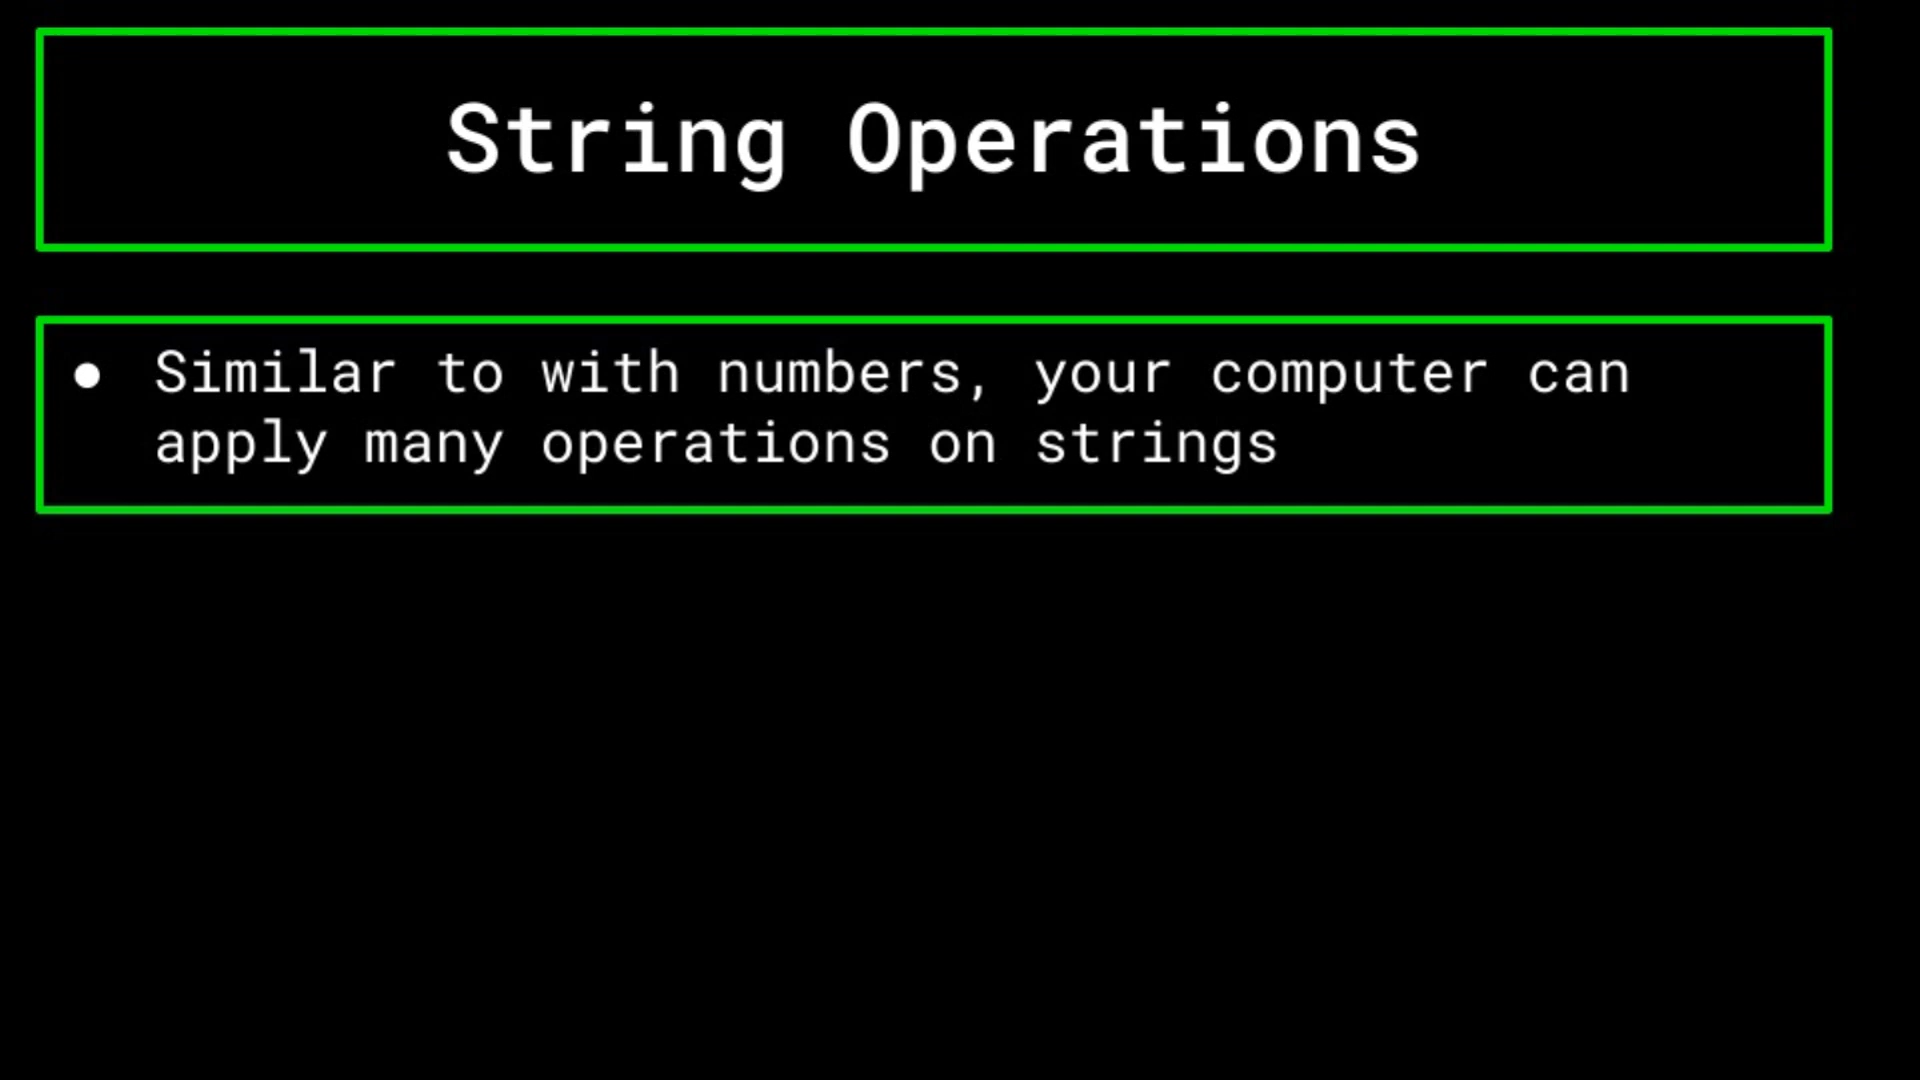 String Operations
● Similar to with numbers, your computer can
apply many operations on strings